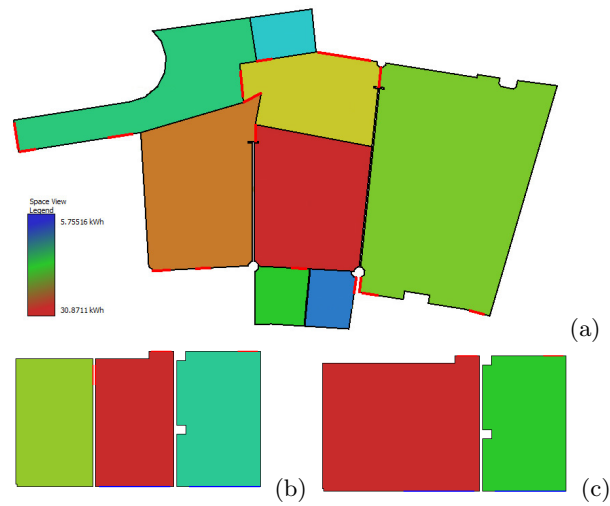 Space View
Legend
5.75516 kWh
30.8711 kWh
(a)
(b)
(c)